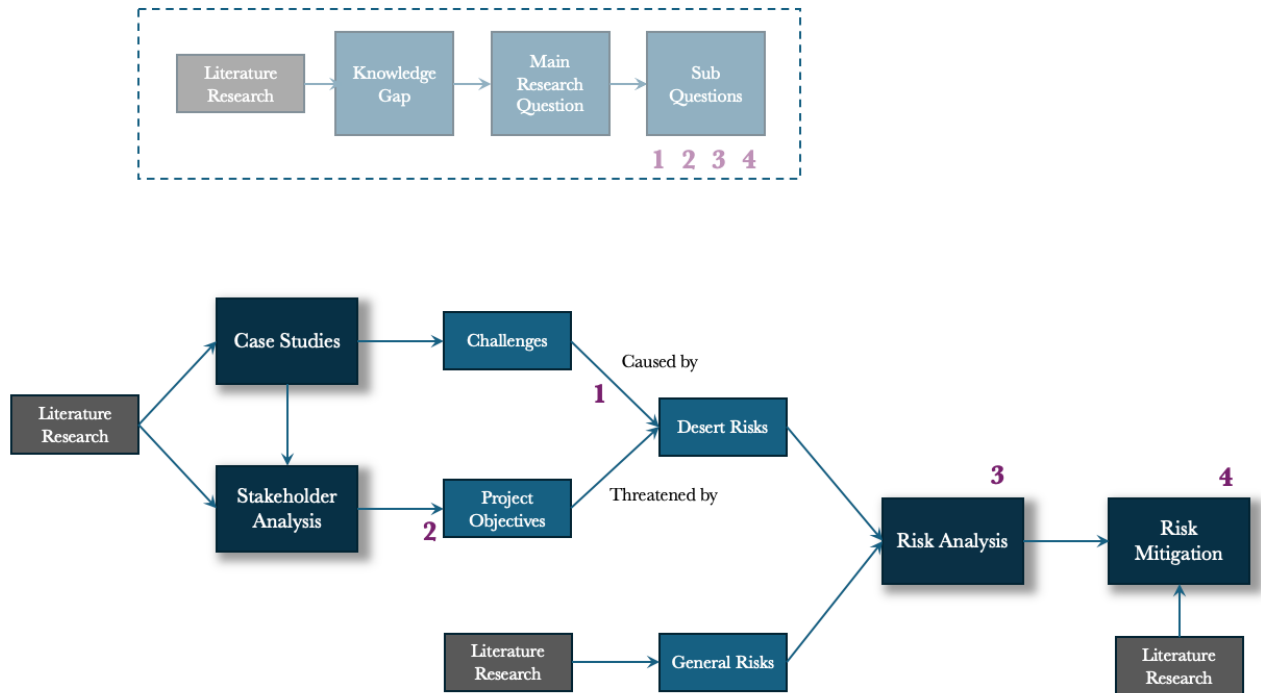 Literature
Research
Knowledge
Gap
Main
Research
Question
Sub
Questions
1 2 3 4
Case Studies
Challenges
Caused by
1
Literature
Research
Desert Risks
Stakeholder
Analysis
2
Project
Objectives
Threatened by
3
4
Risk Analysis
Risk
Mitigation
Literature
Research
General Risks
Literature
Research